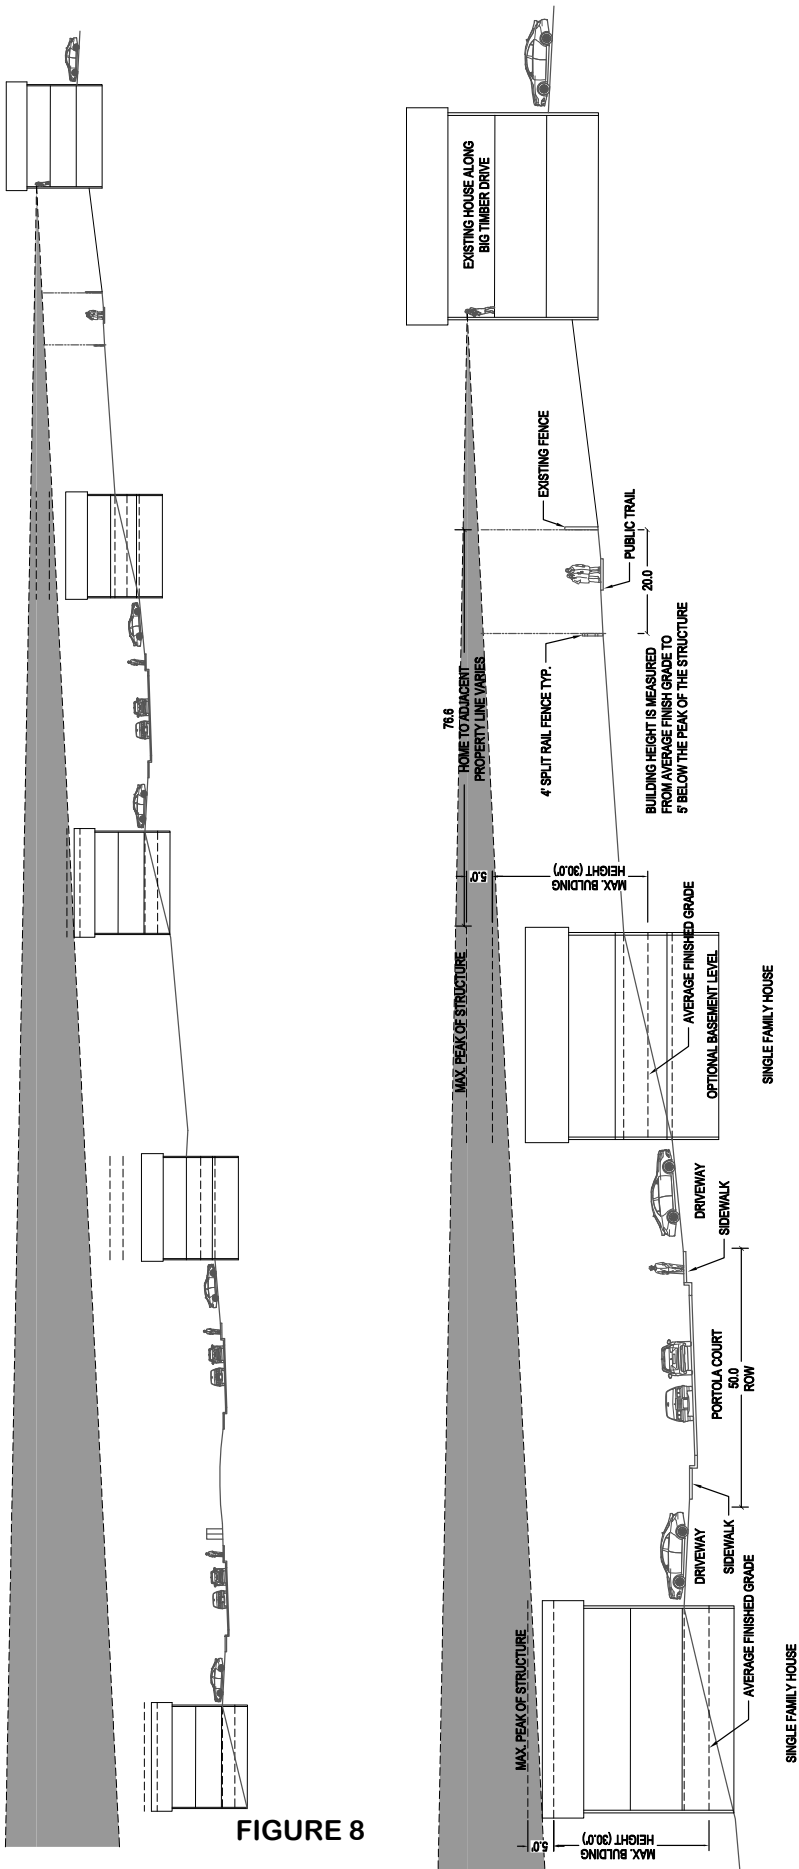 EXISTING HOUSE ALONG
BIG TIMBER DRIVE
EXISTING FENCE
PUBLIC TRAIL
20.0
4' SPLIT RAIL FENCE TYP.
76.6
HOME TO ADJACENT
PROPERTY LINE VARIES
BUILDING HEIGHT IS MEASURED
FROM AVERAGE FINISH GRADE TO
5' BELOW THE PEAK OF THE STRUCTURE
5.0'
MAX. BUILDING
HEIGHT (30.0')
MAX. PEAK OF STRUCTURE
AVERAGE FINISHED GRADE
OPTIONAL BASEMENT LEVEL
SINGLE FAMILY HOUSE
DRIVEWAY
SIDEWALK
PORTOLA COURT
50.0
ROW
SIDEWALK
DRIVEWAY
MAX. PEAK OF STRUCTURE
AVERAGE FINISHED GRADE
SINGLE FAMILY HOUSE
5.0'
MAX. BUILDING
HEIGHT (30.0')
FIGURE 8